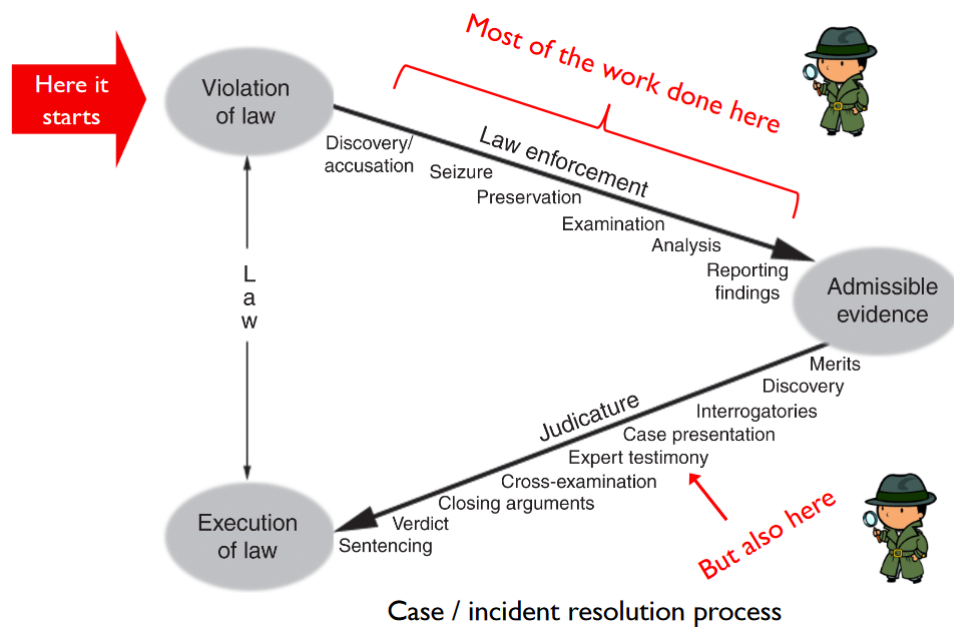 Here it
starts
Violation
of law
Most of the work done here
Law enforcement
Discovery/
accusation
Seizure
Preservation
Examination
Analysis
Reporting
findings
Admissible
evidence
Law
Judicature
Merits
Discovery
Interrogatories
Case presentation
Expert testimony
Cross-examination
Closing arguments
Verdict
Sentencing
But also here
Execution
of law
Case / incident resolution process